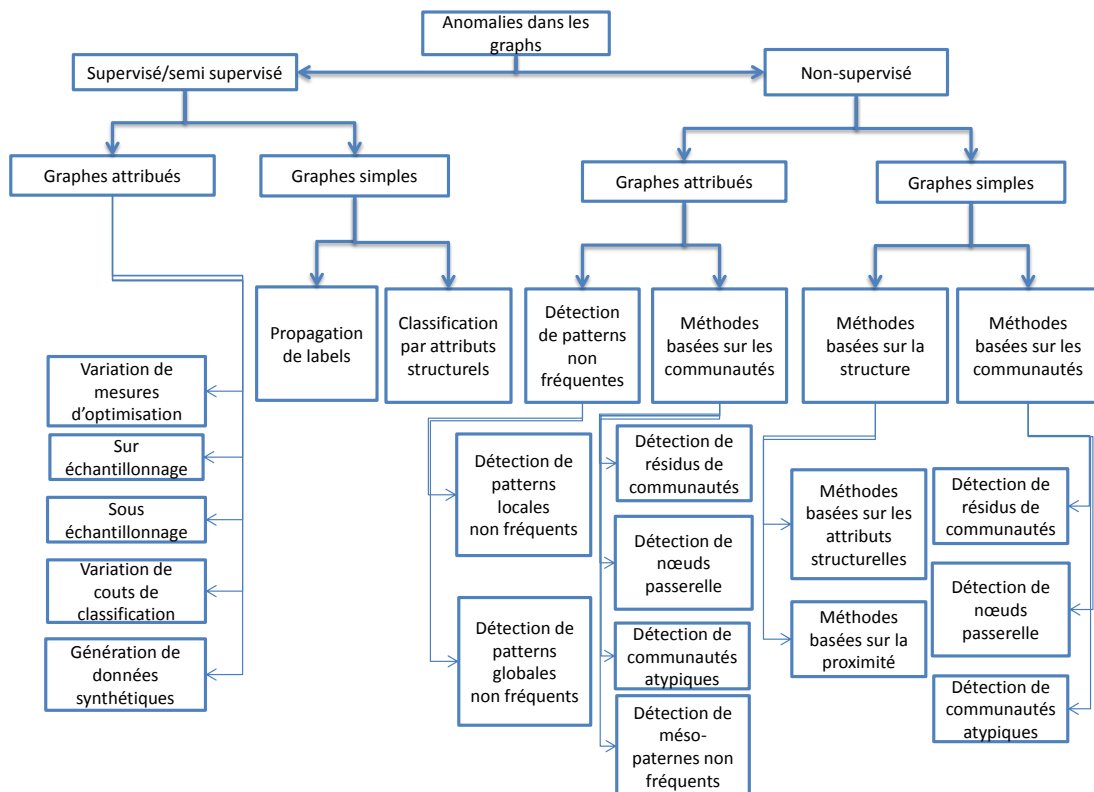 Anomalies dans les
graphs
Supervisé/semi supervisé
Non-supervisé
Graphes attribués
Graphes simples
Graphes attribués
Graphes simples
Propagation
de labels
Classification
par attributs
structurels
Détection
de patterns
non
fréquentes
Méthodes
basées sur les
communautés
Méthodes
basées sur la
structure
Méthodes
basées sur les
communautés
Variation de
mesures
d'optimisation
Sur
échantillonnage
Sous
échantillonnage
Variation de
couts de
classification
Génération de
données
synthétiques
Détection de
patterns
locales
non fréquents
Détection de
patterns
globales
non fréquents
Détection de
résidus de
communautés
Détection de
nœuds
passerelle
Détection de
communautés
atypiques
Détection de
méso-
paternes non
fréquents
Méthodes
basées sur les
attributs
structurelles
Méthodes
basées sur la
proximité
Détection de
résidus de
communautés
Détection de
nœuds
passerelle
Détection de
communautés
atypiques